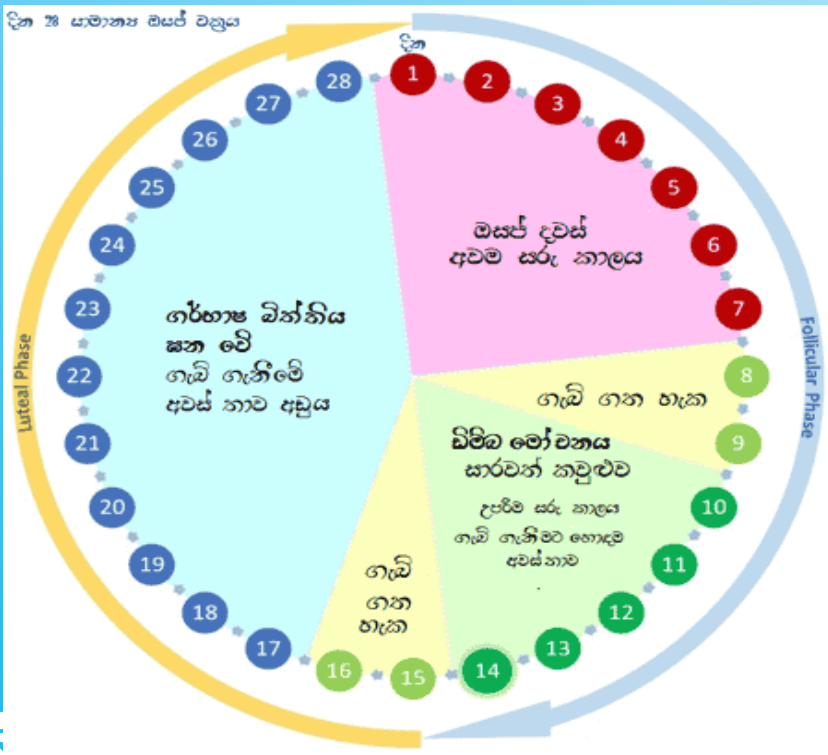 දින 28 සාමාන්‍ය ඔසප් චක්‍රය
දින
1
2
3
4
5
6
7
8
9
10
11
12
13
14
15
16
17
18
19
20
21
22
23
24
25
26
27
28
ඔසප් දවස්
අවම සරු කාලය
ගැබ් ගත හැක
ඩිම්බ මෝචනය
සාරවත් කවුළුව
උපරිම සරු කාලය
ගැබ් ගැනීමට හොඳම
අවස්තාව
ගැබ්
ගත
හැක
ගර්භාෂ බිත්තිය
ඝන වේ
ගැබ් ගැනීමේ
අවස් තාව අඩුය
Luteal Phase
Follicular Phase